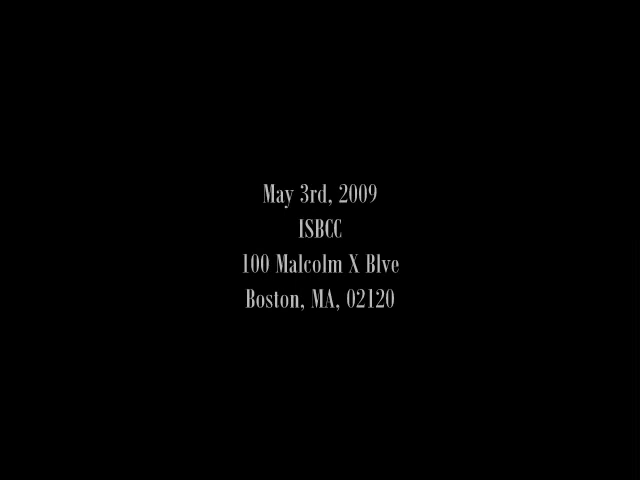 May 3rd, 2009
ISBCC
100 Malcolm X Blve
Boston, MA, 02120